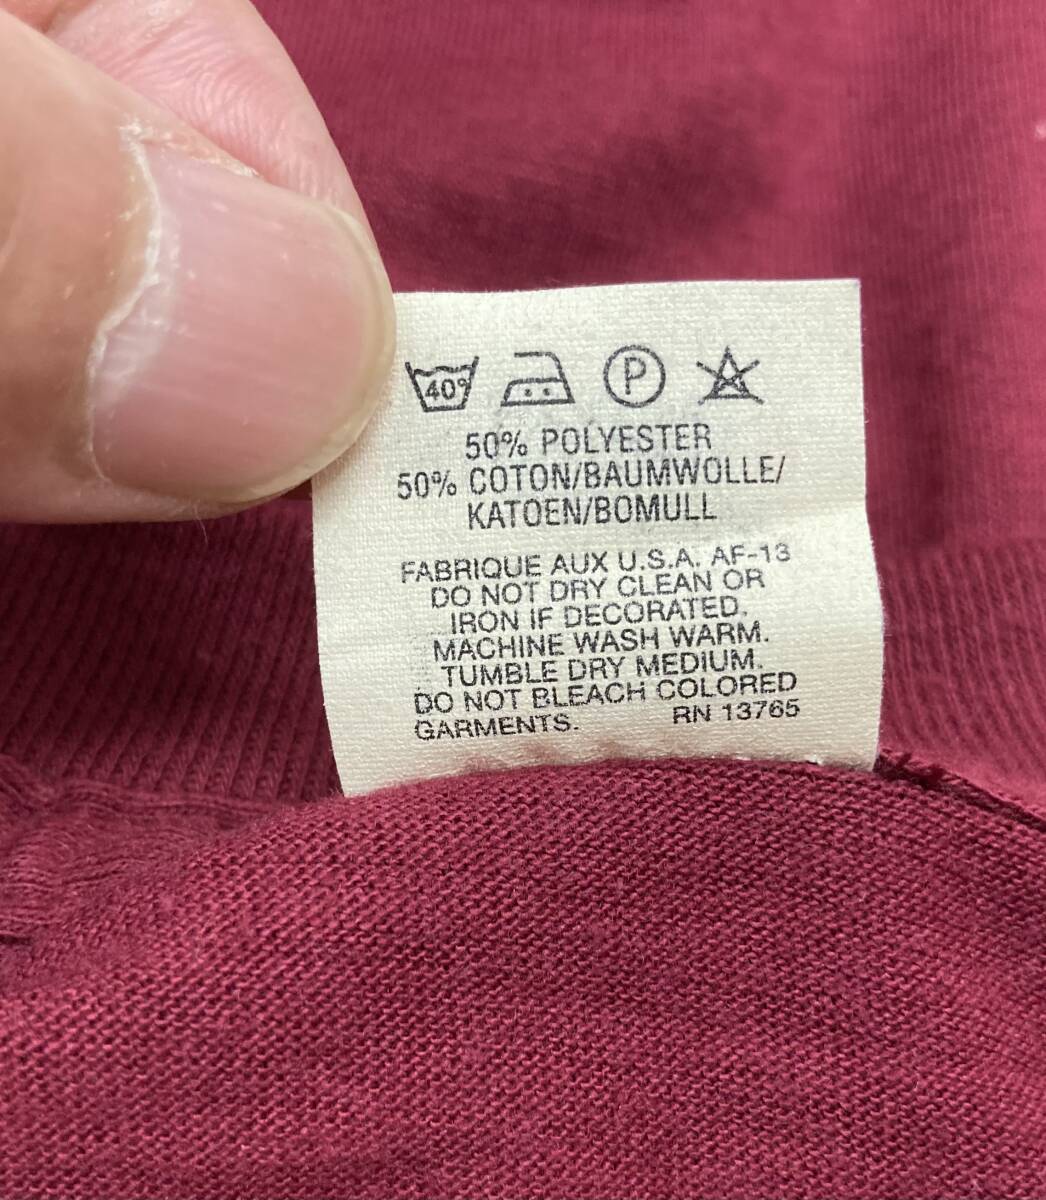 40°
P
50% POLYESTER
50% COTON/BAUMWOLLE/
KATOEN/BOMULL
FABRIQUE AUX U.S.A. AF-13
DO NOT DRY CLEAN OR
IRON IF DECORATED.
MACHINE WASH WARM.
TUMBLE DRY MEDIUM.
DO NOT BLEACH COLORED
GARMENTS. RN 13765